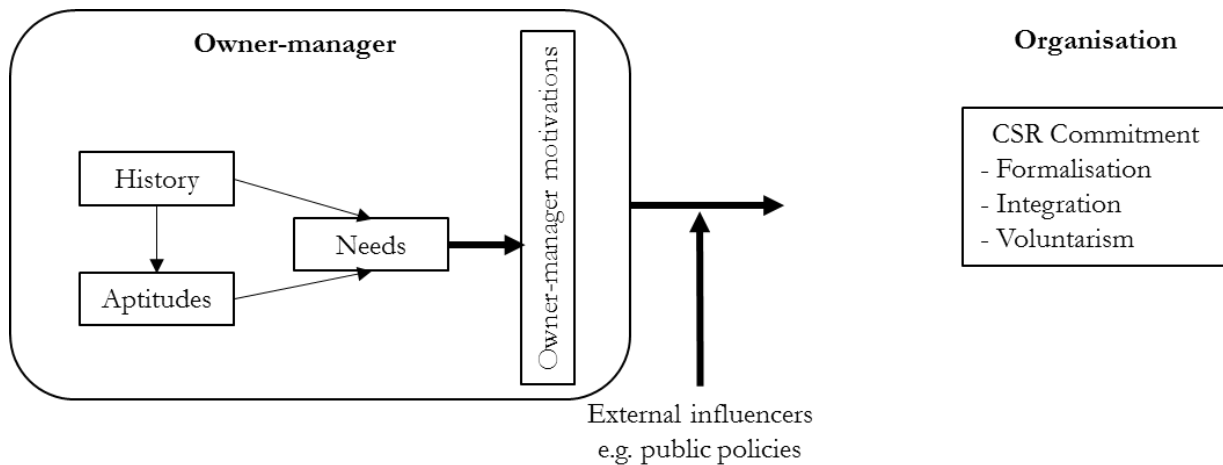 Owner-manager
History
Aptitudes
Needs
Owner-manager motivations
External influencers
e.g. public policies
Organisation
CSR Commitment
- Formalisation
- Integration
- Voluntarism